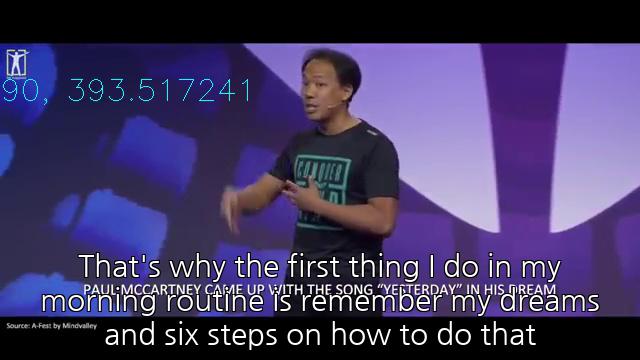 90, 393.517241
CONQUER
That's why the first thing I do in my
PAUL MCCARTNEY CAME UP WITH THE SONG "YESTERDAY" IN HIS DREAM
morning routine is remember my dreams
Source: A-Fest by Mindvalley
and six steps on how to do that